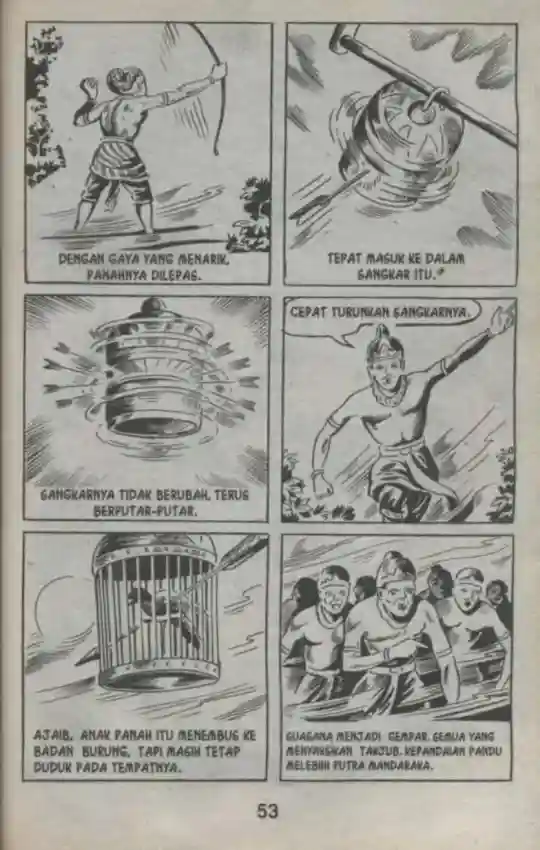 DENGAN GAYA YANG MENARIK,
PANAHNYA DILEPAS.
TEPAT MASUK KE DALAM
SANGKAR ITU.*
SANGKARNYA TIDAK BERUBAH, TERUS
BERPUTAR-PUTAR.
CEPAT TURUNKAN SANGKARNYA.
AJAIB, ANAK PANAH ITU MENEMBUS KE
BADAN BURUNG, TAPI MASIH TETAP
DUDUK PADA TEMPATNYA.
SUASANA MENJADI GEMPAR, SEMUA YANG
MENYAKSIKAN TAKJUB. KEPANDAIAN PANDU
MELEBIHI PUTRA MANDARAKA.
53